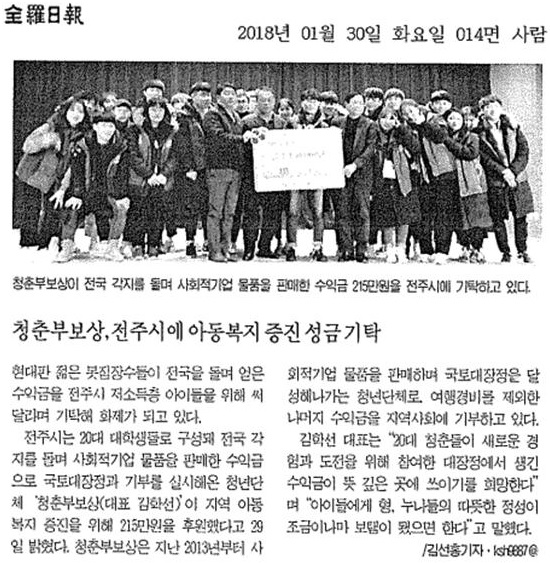 全羅日報
2018년 01월 30일 화요일 014면 사람
청춘부보상이 전국 각지를 돌며 사회적기업 물품을 판매한 수익금 215만원을 전주시에 기탁하고 있다.
청춘부보상,전주시에 아동복지 증진 성금 기탁
현대판 젊은 봇짐장수들이 전국을 돌며 얻은
수익금을 전주시 저소득층 아이들을 위해 써
달라며 기탁해 화제가 되고 있다.
전주시는 20대 대학생들로 구성돼 전국 각
지를 돌며 사회적기업 물품을 판매한 수익금
으로 국토대장정과 기부를 실시해온 청년단
체 '청춘부보상(대표 김학선)'이 지역 아동
복지 증진을 위해 215만원을 후원했다고 29
일 밝혔다. 청춘부보상은 지난 2013년부터 사
회적기업 물품을 판매하며 국토대장정은 달
성해나가는 청년단체로, 여행경비를 제외한
나머지 수익금을 지역사회에 기부하고 있다.
김학선 대표는 "20대 청춘들이 새로운 경
험과 도전을 위해 참여한 대장정에서 생긴
수익금이 뜻 깊은 곳에 쓰이기를 희망한다"
며 "아이들에게 형, 누나들의 따뜻한 정성이
조금이나마 보탬이 됐으면 한다"고 말했다.
/김선흥기자·ksh9887@